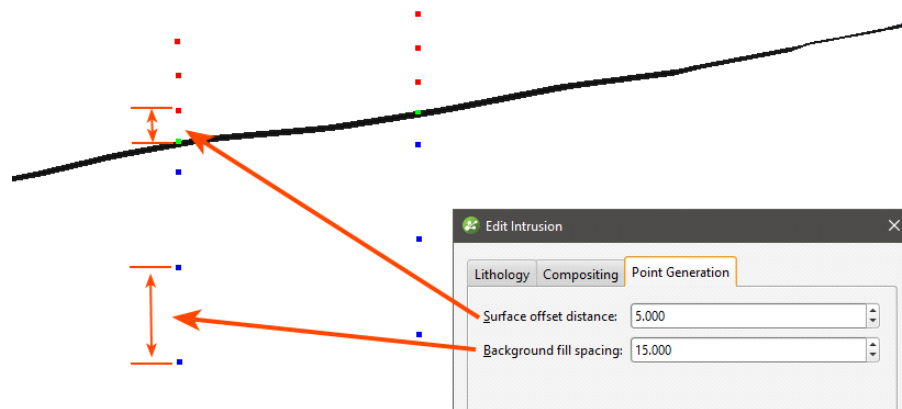 Edit Intrusion
Lithology Compositing Point Generation
Surface offset distance: 5.000
Background fill spacing: 15.000